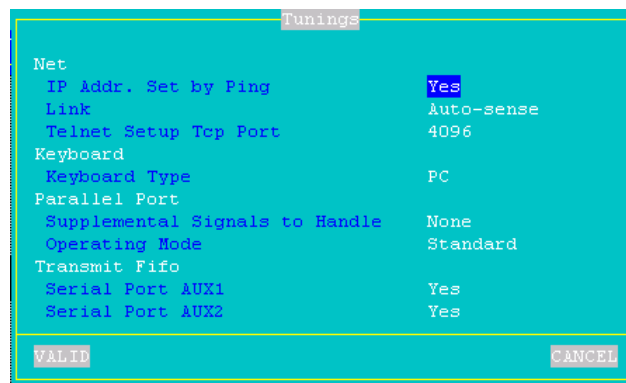 Tunings
Net
IP Addr. Set by Ping Yes
Link Auto-sense
Telnet Setup Tcp Port 4096
Keyboard
Keyboard Type PC
Parallel Port
Supplemental Signals to Handle None
Operating Mode Standard
Transmit Fifo
Serial Port AUX1 Yes
Serial Port AUX2 Yes
VALID CANCEL